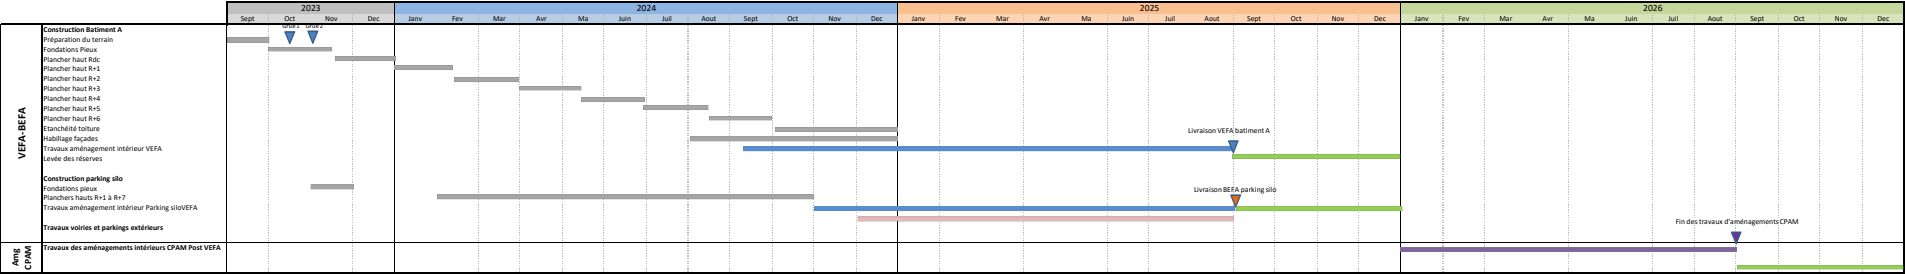 2023 2024 2025 2026
Sept Oct Nov Dec Janv Fev Mar Avr Ma Juin Juil Aout Sept Oct Nov Dec Janv Fev Mar Avr Ma Juin Juil Aout Sept Oct Nov Dec Janv Fev Mar Avr Ma Juin Juil Aout Sept Oct Nov Dec
VEFA-BEFA
Construction Batiment A
Grue 1 Grue 2
Préparation du terrain
Fondations Pieux
Plancher haut Rdc
Plancher haut R+1
Plancher haut R+2
Plancher haut R+3
Plancher haut R+4
Plancher haut R+5
Plancher haut R+6
Etanchéité toiture
Livraison VEFA batiment A
Habillage façades
Travaux aménagement intérieur VEFA
Levée des réserves
Construction parking silo
Fondations pieux
Livraison BEFA parking silo
Planchers hauts R+1 à R+7
Travaux aménagement intérieur Parking siloVEFA
Fin des travaux d'aménagements CPAM
Travaux voiries et parkings extérieurs
Amg
CPAM
Travaux des aménagements intérieurs CPAM Post VEFA